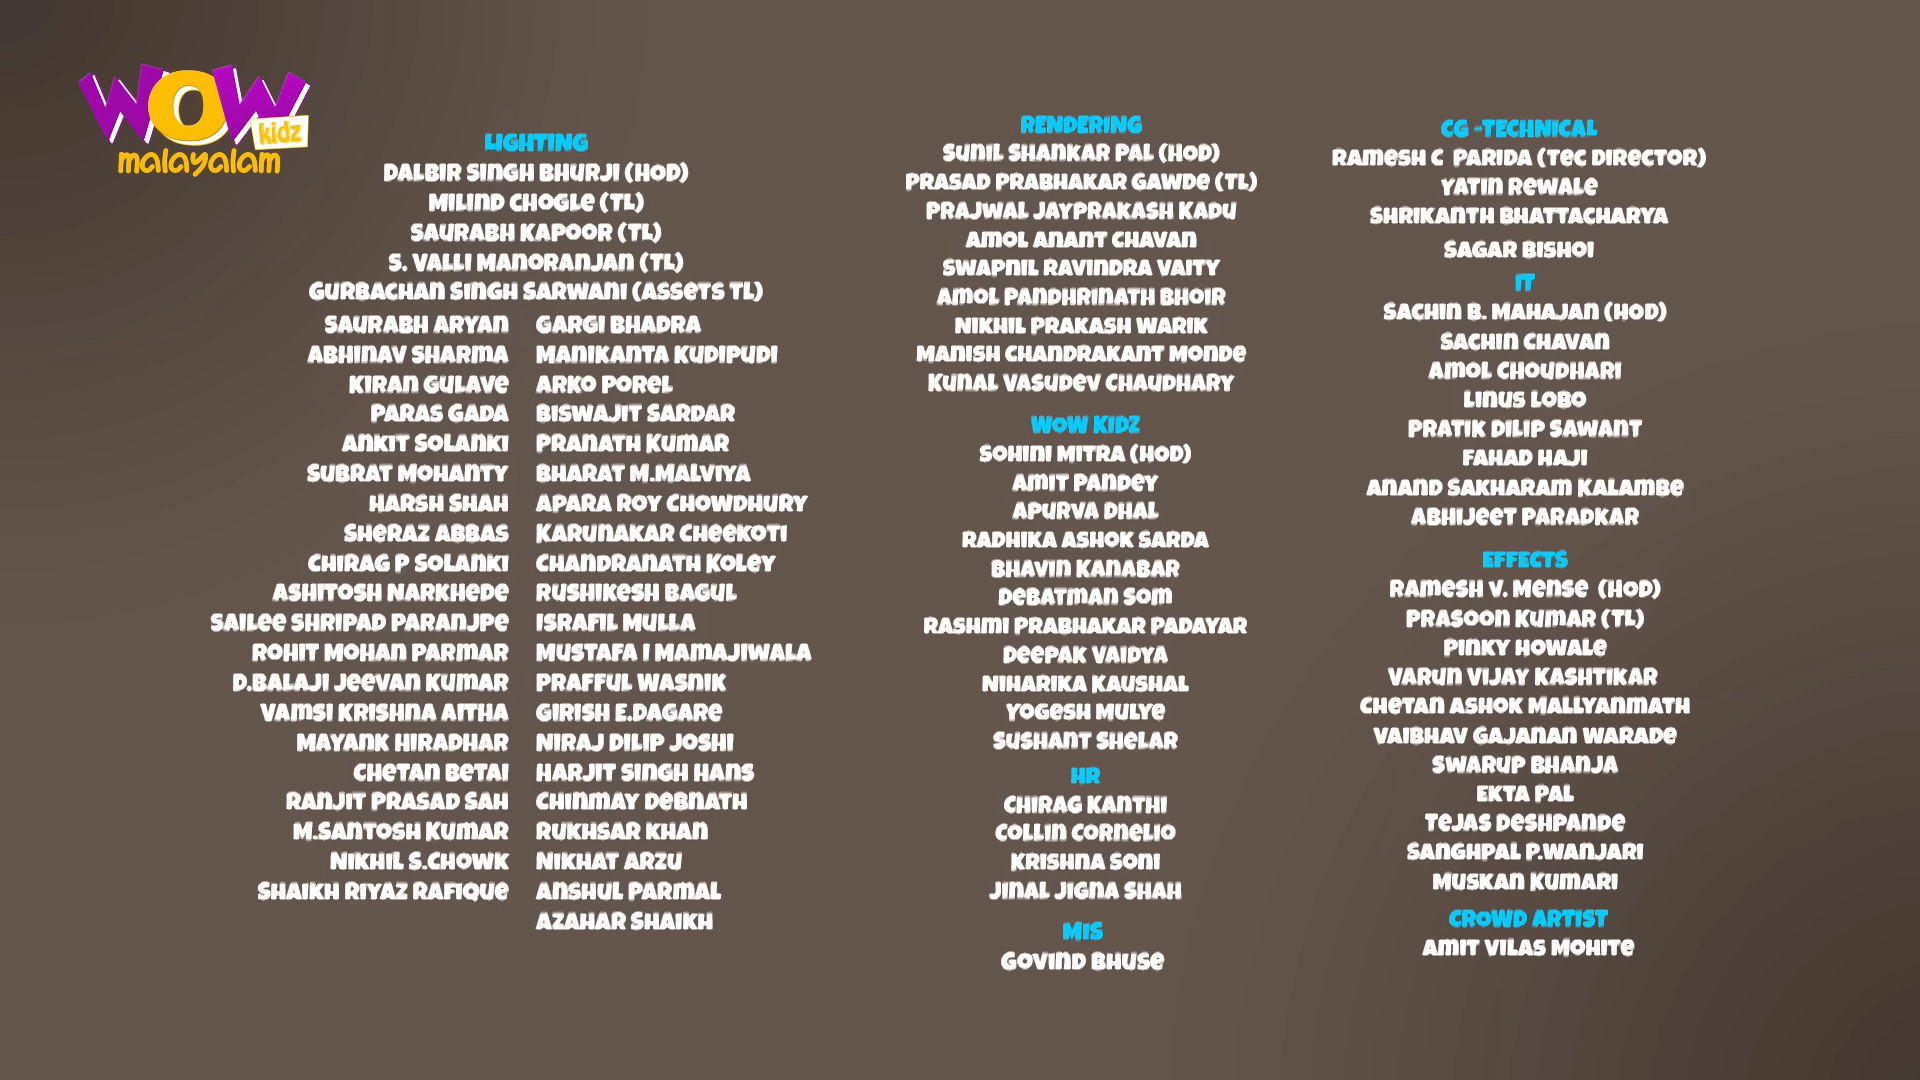 WOW
kidz
malayalam
LIGHTING
DALBIR SINGH BHURJI (HOD)
MILIND CHOGLE (TL)
SAURABH KAPOOR (TL)
S. VALLI MANORANJAN (TL)
GURBACHAN SINGH SARWANI (ASSETS TL)
SAURABH ARYAN GARGI BHADRA
ABHINAV SHARMA MANIKANTA KUDIPUDI
KIRAN GULAVE ARKO POREL
PARAS GADA BISWAJIT SARDAR
ANKIT SOLANKI PRANATH KUMAR
SUBRAT MOHANTY BHARAT M.MALVIYA
HARSH SHAH APARA ROY CHOWDHURY
SHERAZ ABBAS KARUNAKAR CHEEKOTI
CHIRAG P SOLANKI CHANDRANATH KOLEY
ASHITOSH NARKHEDE RUSHIKESH BAGUL
SAILEE SHRIPAD PARANJPE ISRAFIL MULLA
ROHIT MOHAN PARMAR MUSTAFA I MAMAJIWALA
D.BALAJI JEEVAN KUMAR PRAFFUL WASNIK
VAMSI KRISHNA AITHA GIRISH E.DAGARE
MAYANK HIRADHAR NIRAJ DILIP JOSHI
CHETAN BETAI HARJIT SINGH HANS
RANJIT PRASAD SAH CHINMAY DEBNATH
M.SANTOSH KUMAR RUKHSAR KHAN
NIKHIL S.CHOWK NIKHAT ARZU
SHAIKH RIYAZ RAFIQUE ANSHUL PARMAL
AZAHAR SHAIKH
RENDERING
SUNIL SHANKAR PAL (HOD)
PRASAD PRABHAKAR GAWDE (TL)
PRAJWAL JAYPRAKASH KADU
AMOL ANANT CHAVAN
SWAPNIL RAVINDRA VAITY
AMOL PANDHRINATH BHOIR
NIKHIL PRAKASH WARIK
MANISH CHANDRAKANT MONDE
KUNAL VASUDEV CHAUDHARY
WOW KIDZ
SOHINI MITRA (HOD)
AMIT PANDEY
APURVA DHAL
RADHIKA ASHOK SARDA
BHAVIN KANABAR
DEBATMAN SOM
RASHMI PRABHAKAR PADAYAR
DEEPAK VAIDYA
NIHARIKA KAUSHAL
YOGESH MULYE
SUSHANT SHELAR
HR
CHIRAG KANTHI
COLLIN CORNELIO
KRISHNA SONI
JINAL JIGNA SHAH
MIS
GOVIND BHUSE
CG -TECHNICAL
RAMESH C PARIDA (TEC DIRECTOR)
YATIN REWALE
SHRIKANTH BHATTACHARYA
SAGAR BISHOI
IT
SACHIN B. MAHAJAN (HOD)
SACHIN CHAVAN
AMOL CHOUDHARI
LINUS LOBO
PRATIK DILIP SAWANT
FAHAD HAJI
ANAND SAKHARAM KALAMBE
ABHIJEET PARADKAR
EFFECTS
RAMESH V. MENSE (HOD)
PRASOON KUMAR (TL)
PINKY HOWALE
VARUN VIJAY KASHTIKAR
CHETAN ASHOK MALLYANMATH
VAIBHAV GAJANAN WARADE
SWARUP BHANJA
EKTA PAL
TEJAS DESHPANDE
SANGHPAL P.WANJARI
MUSKAN KUMARI
CROWD ARTIST
AMIT VILAS MOHITE